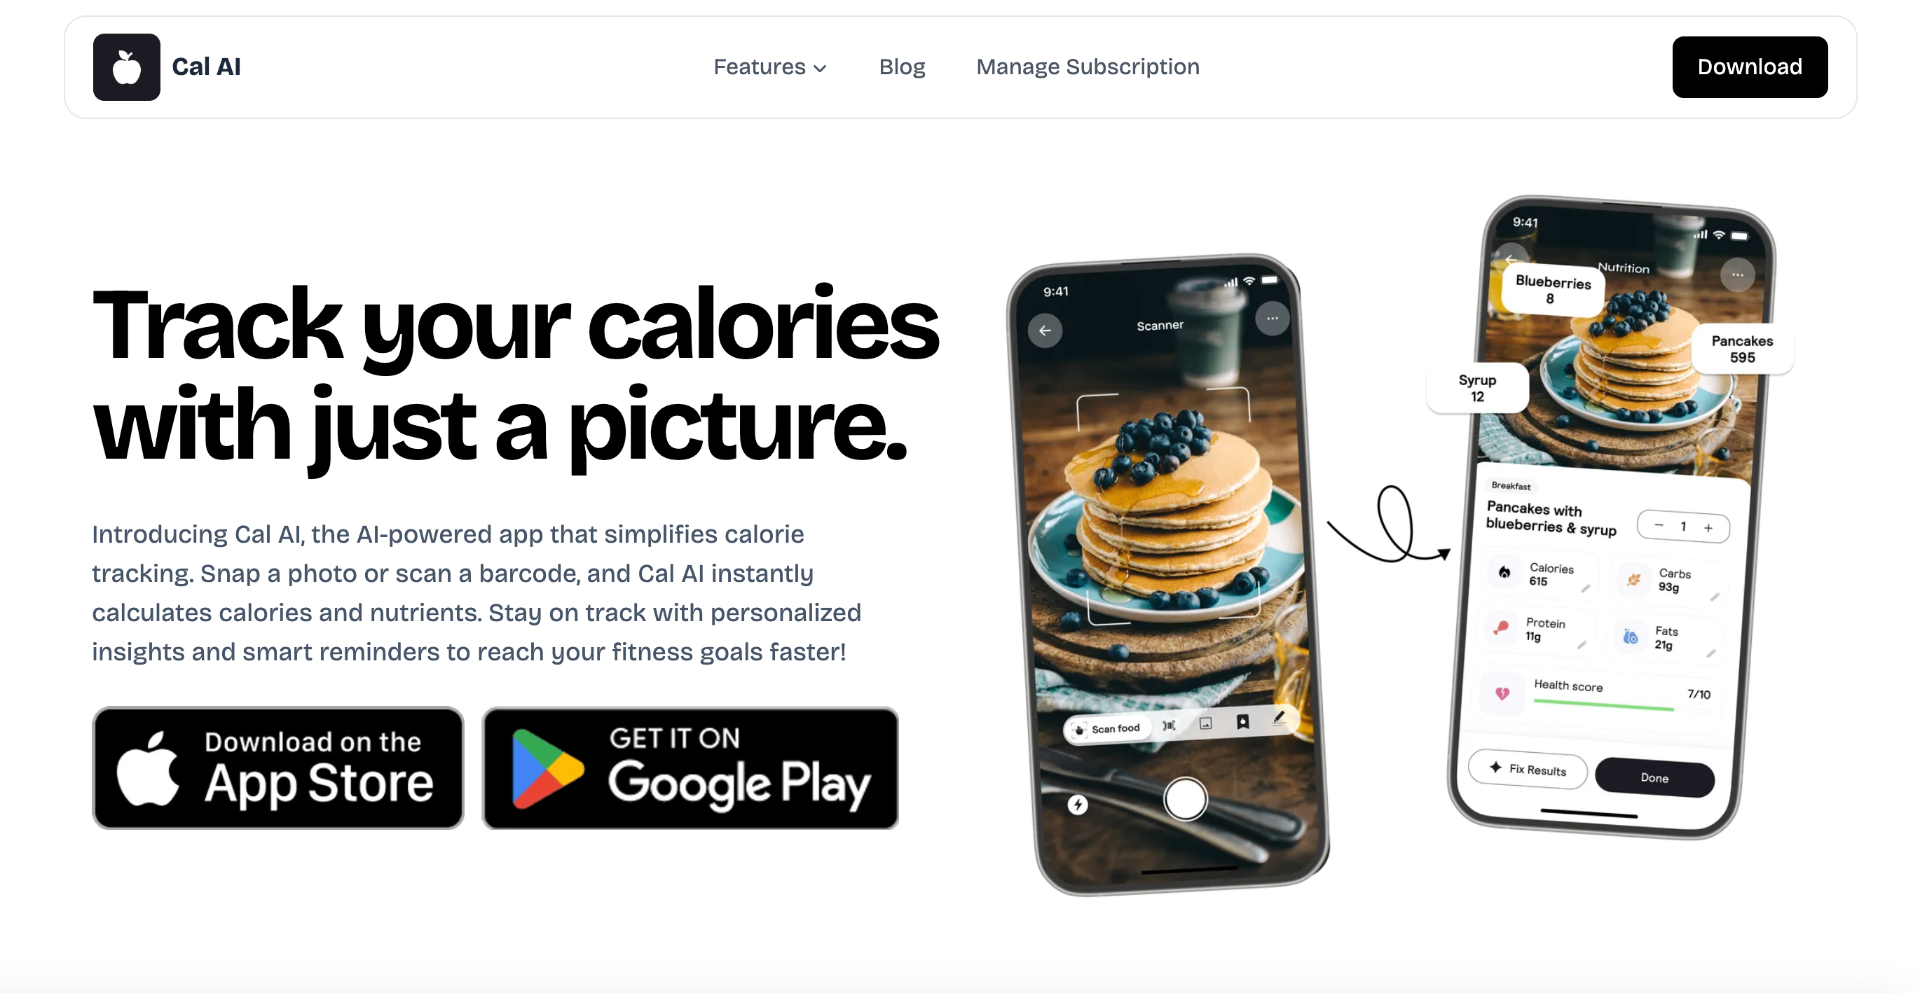 Cal AI
Features
Blog
Manage Subscription
Download
Track your calories
with just a picture.
Introducing Cal AI, the AI-powered app that simplifies calorie
tracking. Snap a photo or scan a barcode, and Cal AI instantly
calculates calories and nutrients. Stay on track with personalized
insights and smart reminders to reach your fitness goals faster!
Download on the
App Store
GET IT ON
Google Play
9:41
Scanner
Scan food
9:41
Nutrition
Blueberries
8
Pancakes
595
Syrup
12
Breakfast
Pancakes with
blueberries & syrup
− 1 +
Calories
615
Carbs
93g
Protein
11g
Fats
21g
Health score
7/10
Fix Results
Done